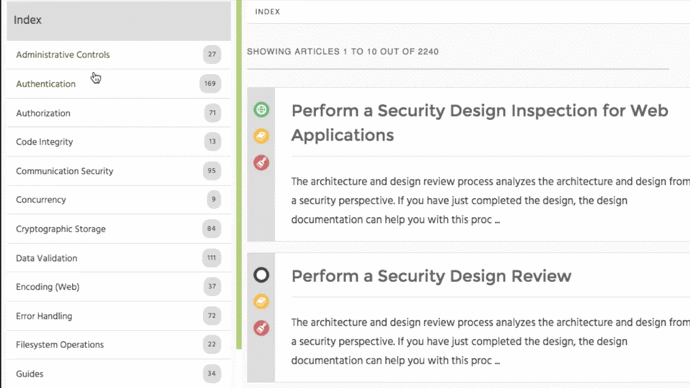 Index
Administrative Controls 27
Authentication 169
Authorization 71
Code Integrity 13
Communication Security 95
Concurrency 9
Cryptographic Storage 84
Data Validation 111
Encoding (Web) 37
Error Handling 72
Filesystem Operations 22
Guides 34
INDEX
SHOWING ARTICLES 1 TO 10 OUT OF 2240
Perform a Security Design Inspection for Web
Applications
The architecture and design review process analyzes the architecture and design from
a security perspective. If you have just completed the design, the design
documentation can help you with this proc ...
Perform a Security Design Review
The architecture and design review process analyzes the architecture and design from
a security perspective. If you have just completed the design, the design
documentation can help you with this proc ...